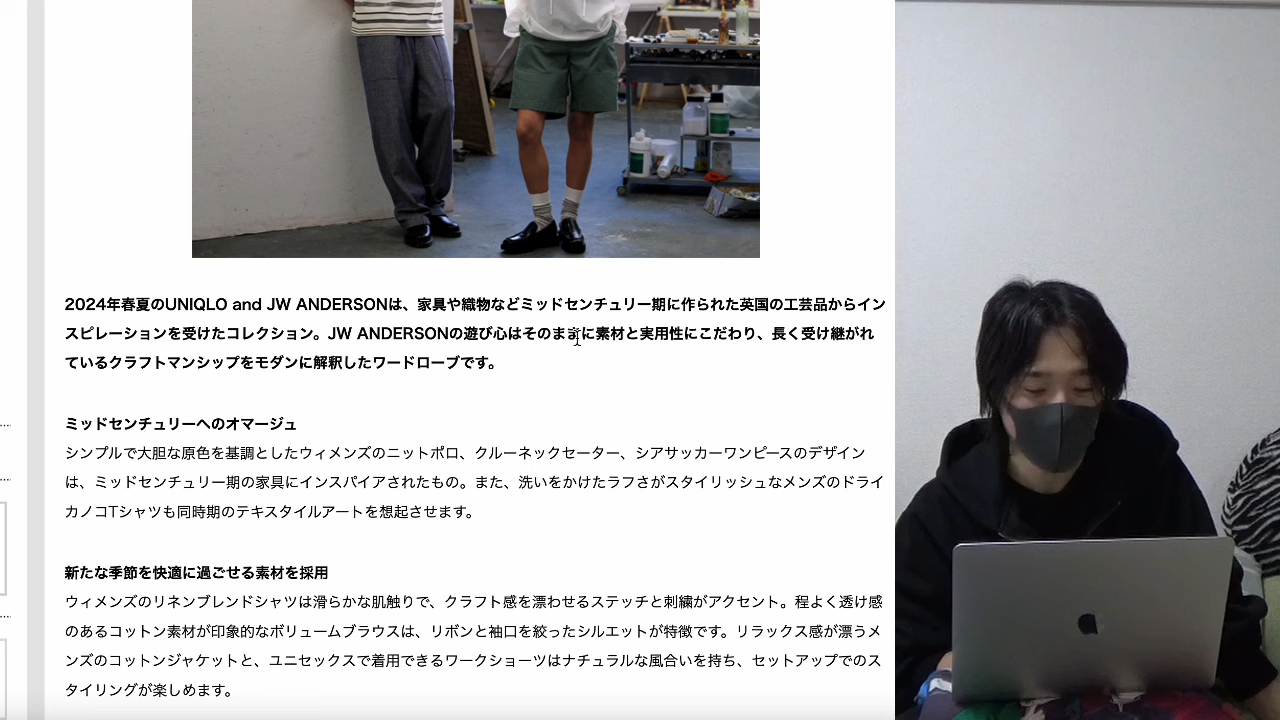 2024年春夏のUNIQLO and JW ANDERSONは、家具や織物などミッドセンチュリー期に作られた英国の工芸品からイン
スピレーションを受けたコレクション。JW ANDERSONの遊び心はそのままに素材と実用性にこだわり、長く受け継がれ
ているクラフトマンシップをモダンに解釈したワードローブです。
ミッドセンチュリーへのオマージュ
シンプルで大胆な原色を基調としたウィメンズのニットポロ、クルーネックセーター、シアサッカーワンピースのデザイン
は、ミッドセンチュリー期の家具にインスパイアされたもの。また、洗いをかけたラフさがスタイリッシュなメンズのドライ
カノコTシャツも同時期のテキスタイルアートを想起させます。
新たな季節を快適に過ごせる素材を採用
ウィメンズのリネンブレンドシャツは滑らかな肌触りで、クラフト感を漂わせるステッチと刺繍がアクセント。程よく透け感
のあるコットン素材が印象的なボリュームブラウスは、リボンと袖口を絞ったシルエットが特徴です。リラックス感が漂うメ
ンズのコットンジャケットと、ユニセックスで着用できるワークショーツはナチュラルな風合いを持ち、セットアップでのス
タイリングが楽しめます。